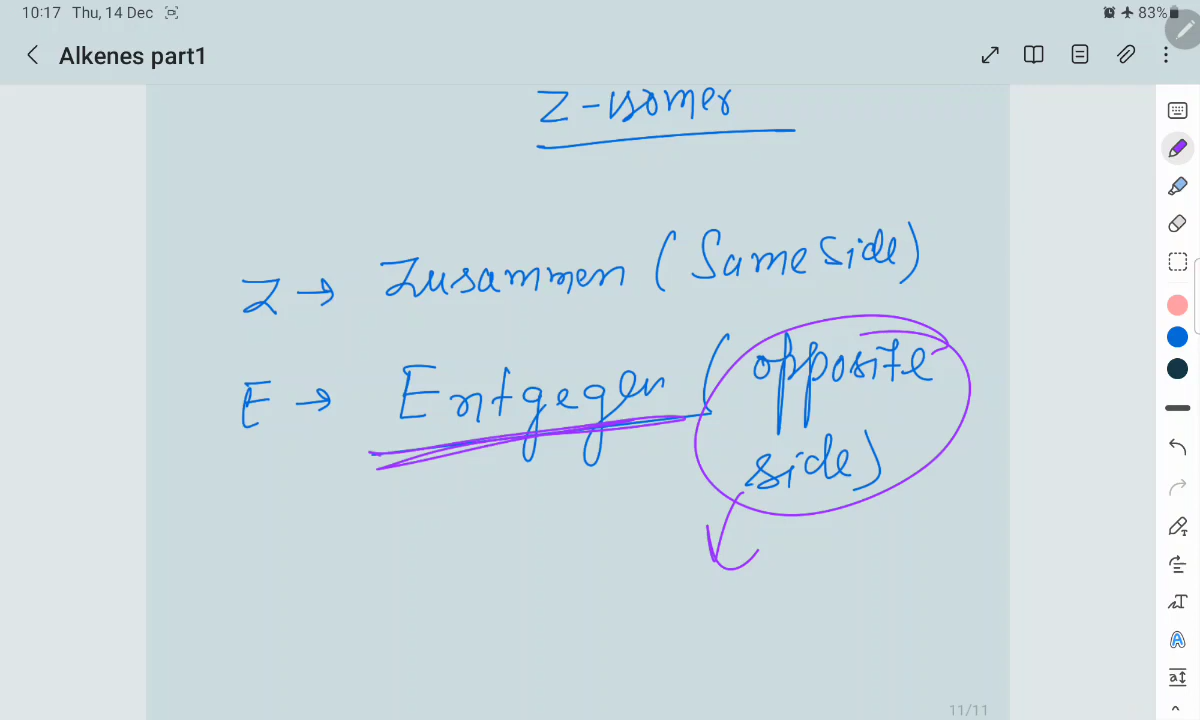 10:17 Thu, 14 Dec
83%
Alkenes part1
Z-isomer
Z → Zusammen (Same Side)
E → Entgegen (opposite
side)
11/11